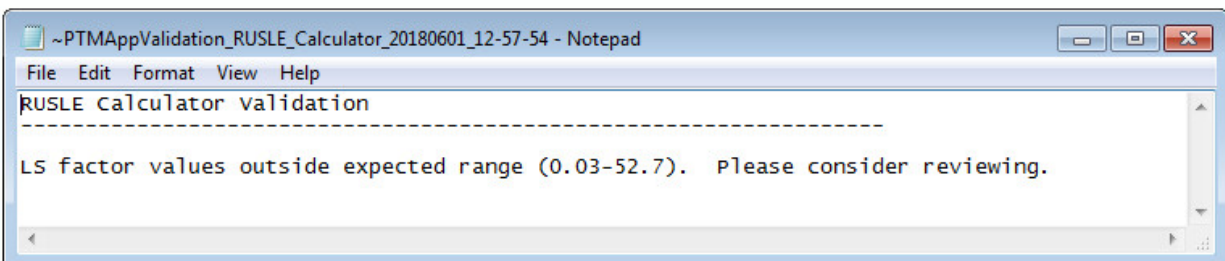 ~PTMAppValidation_RUSLE_Calculator_20180601_12-57-54 - Notepad
File Edit Format View Help
RUSLE Calculator Validation
-------------------------------------------------------------------
LS factor values outside expected range (0.03-52.7).  Please consider reviewing.